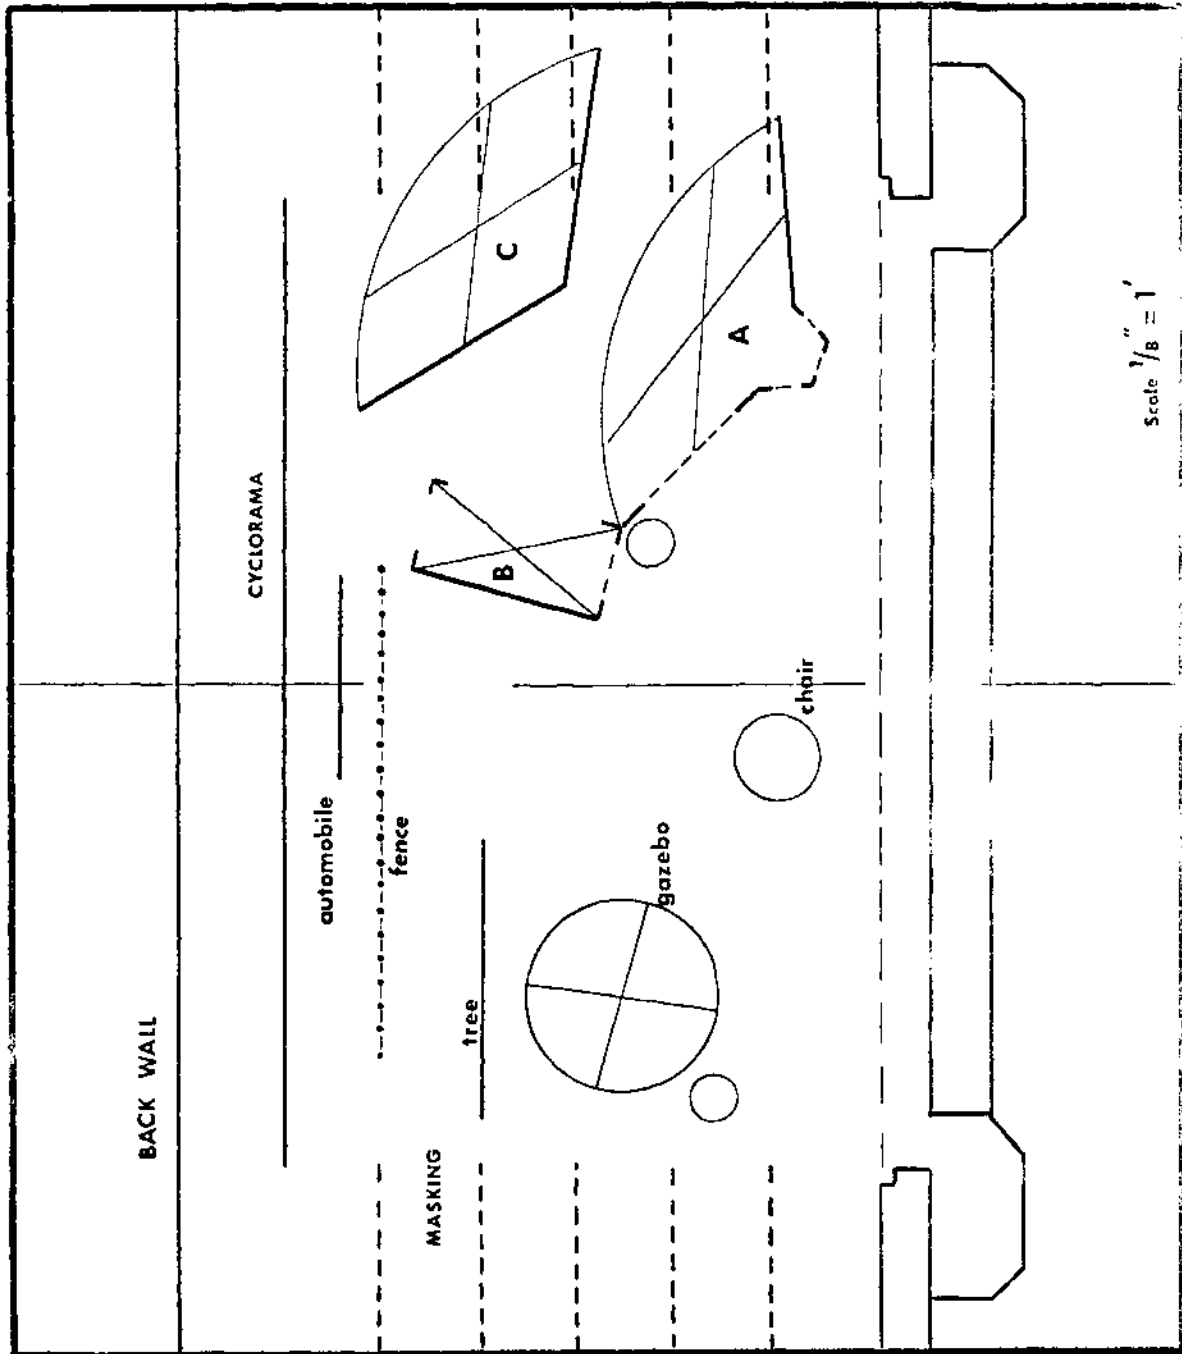 BACK WALL
CYCLORAMA
automobile
fence
MASKING
tree
gazebo
chair
A
B
C
Scale 1/8" = 1'